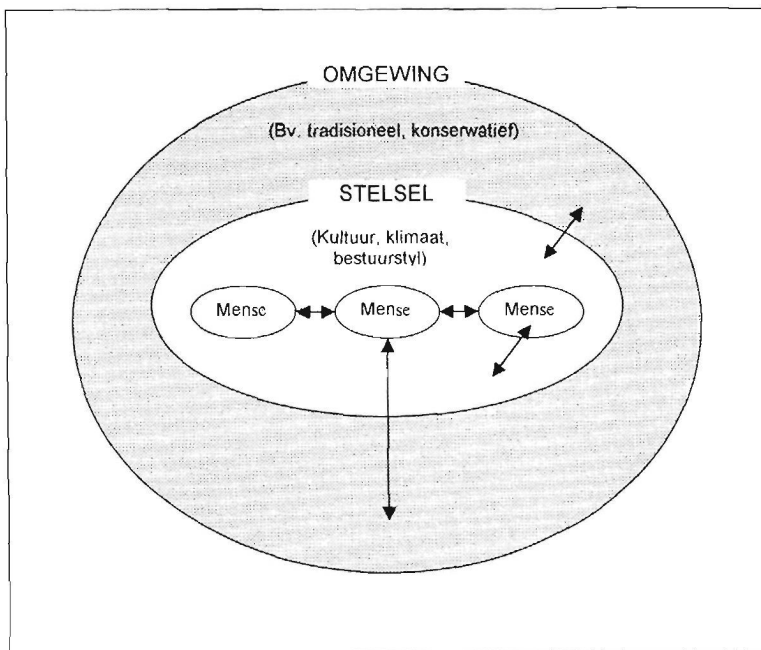 OMGEWING
(Bv. tradisioneel, konserwatief)
STELSEL
(Kultuur, klimaat,
bestuurstyl)
Mense Mense Mense